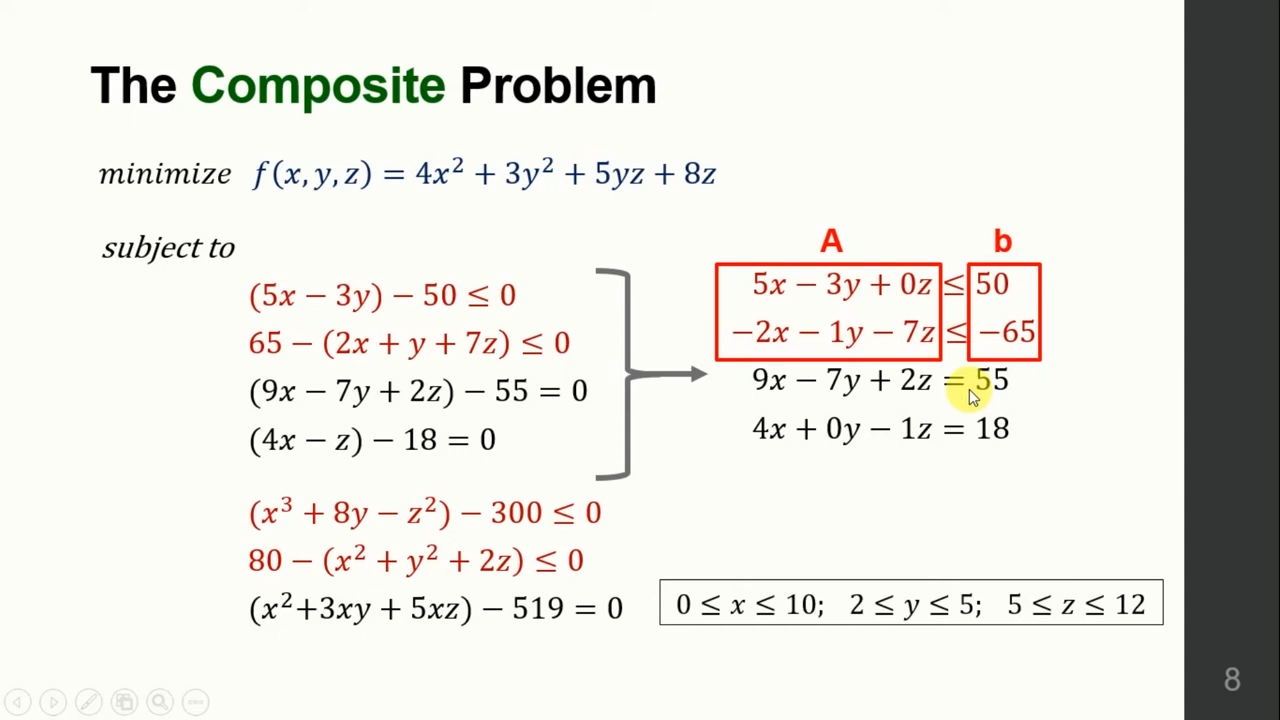 The Composite Problem
minimize f(x, y, z) = 4x² + 3y² + 5yz + 8z
subject to
(5x − 3y) − 50 ≤ 0
65 − (2x + y + 7z) ≤ 0
(9x − 7y + 2z) − 55 = 0
(4x − z) − 18 = 0
A b
5x − 3y + 0z ≤ 50
−2x − 1y − 7z ≤ −65
9x − 7y + 2z = 55
4x + 0y − 1z = 18
(x³ + 8y − z²) − 300 ≤ 0
80 − (x² + y² + 2z) ≤ 0
(x²+3xy + 5xz) − 519 = 0
0 ≤ x ≤ 10; 2 ≤ y ≤ 5; 5 ≤ z ≤ 12
8